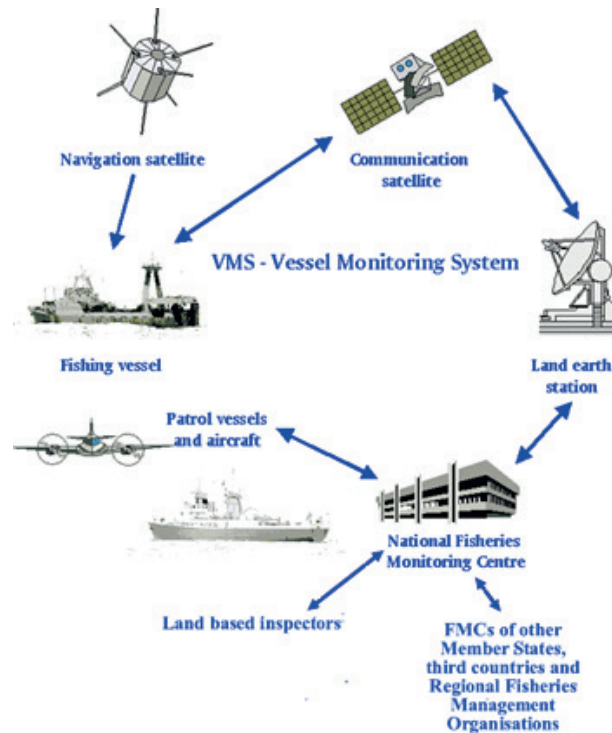 Navigation satellite
Communication
satellite
VMS - Vessel Monitoring System
Fishing vessel
Land earth
station
Patrol vessels
and aircraft
National Fisheries
Monitoring Centre
Land based inspectors
FMCs of other
Member States,
third countries and
Regional Fisheries
Management
Organisations